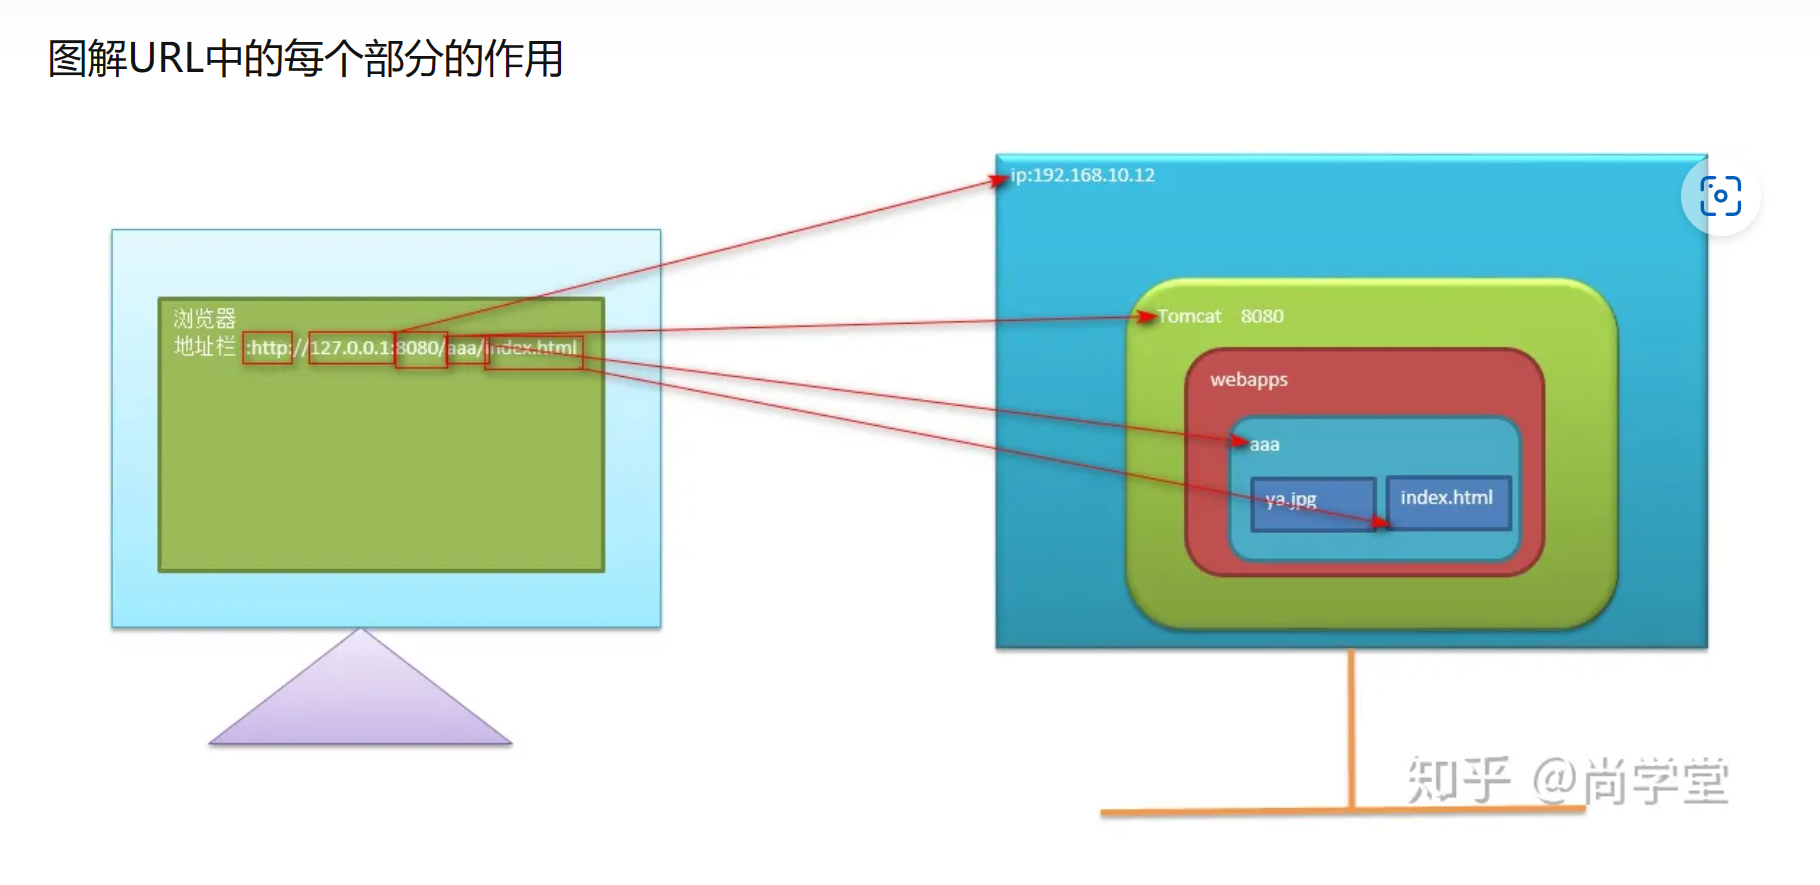 图解URL中的每个部分的作用
ip:192.168.10.12
浏览器
地址栏 :http://127.0.0.1:8080/aaa/index.html
Tomcat 8080
webapps
aaa
ya.jpg
index.html
知乎 @尚学堂